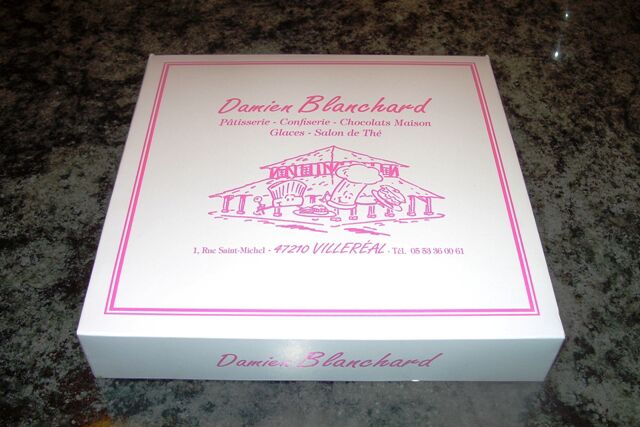 Damien Blanchard
Pâtisserie - Confiserie - Chocolats Maison
Glaces - Salon de Thé
1, Rue Saint-Michel - 47210 VILLERÉAL - Tél. 05 53 36 00 61
Damien Blanchard